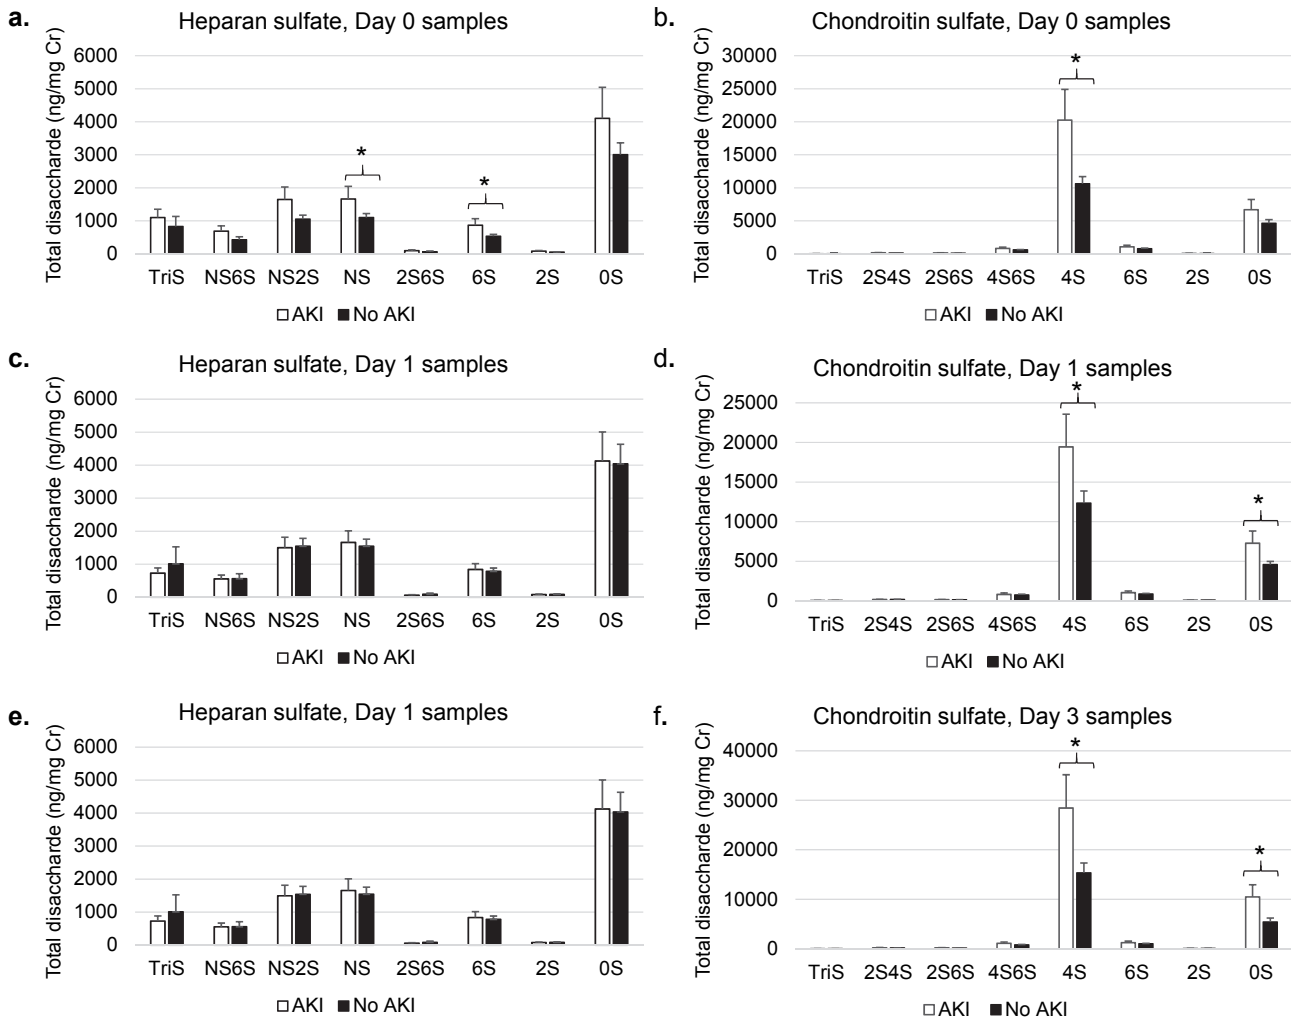 a.
Heparan sulfate, Day 0 samples
Total disaccharde (ng/mg Cr)
6000
5000
4000
3000
2000
1000
0
*
*
TriS NS6S NS2S NS 2S6S 6S 2S 0S
AKI No AKI
b.
Chondroitin sulfate, Day 0 samples
Total disaccharde (ng/mg Cr)
30000
25000
20000
15000
10000
5000
0
*
TriS 2S4S 2S6S 4S6S 4S 6S 2S 0S
AKI No AKI
c.
Heparan sulfate, Day 1 samples
Total disaccharde (ng/mg Cr)
6000
5000
4000
3000
2000
1000
0
TriS NS6S NS2S NS 2S6S 6S 2S 0S
AKI No AKI
d.
Chondroitin sulfate, Day 1 samples
Total disaccharde (ng/mg Cr)
25000
20000
15000
10000
5000
0
*
*
TriS 2S4S 2S6S 4S6S 4S 6S 2S 0S
AKI No AKI
e.
Heparan sulfate, Day 1 samples
Total disaccharde (ng/mg Cr)
6000
5000
4000
3000
2000
1000
0
TriS NS6S NS2S NS 2S6S 6S 2S 0S
AKI No AKI
f.
Chondroitin sulfate, Day 3 samples
Total disaccharde (ng/mg Cr)
40000
30000
20000
10000
0
*
*
TriS 2S4S 2S6S 4S6S 4S 6S 2S 0S
AKI No AKI